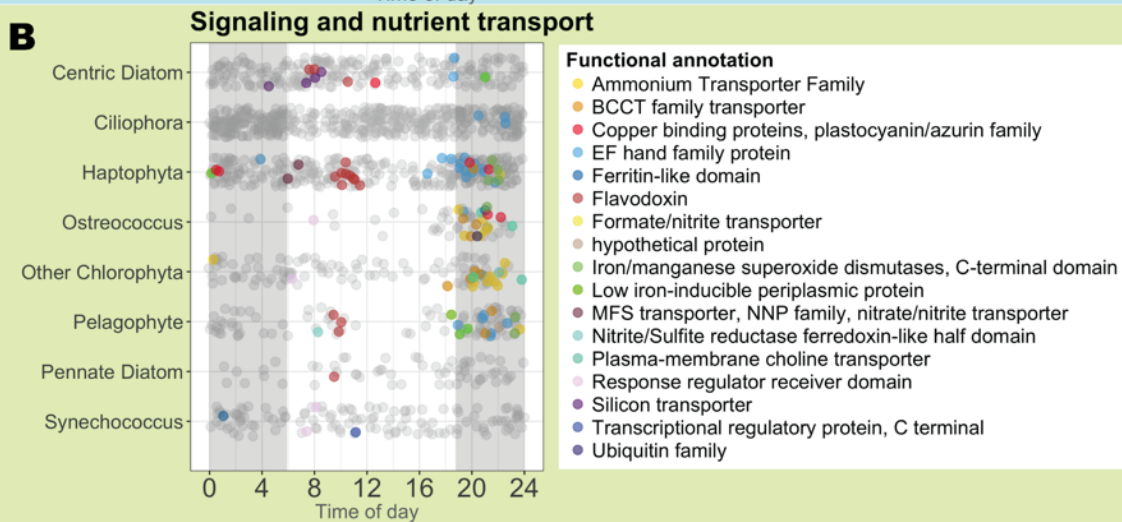 Time of day
B
Signaling and nutrient transport
Centric Diatom
Ciliophora
Haptophyta
Ostreococcus
Other Chlorophyta
Pelagophyte
Pennate Diatom
Synechococcus
0 4 8 12 16 20 24
Time of day
Functional annotation
Ammonium Transporter Family
BCCT family transporter
Copper binding proteins, plastocyanin/azurin family
EF hand family protein
Ferritin-like domain
Flavodoxin
Formate/nitrite transporter
hypothetical protein
Iron/manganese superoxide dismutases, C-terminal domain
Low iron-inducible periplasmic protein
MFS transporter, NNP family, nitrate/nitrite transporter
Nitrite/Sulfite reductase ferredoxin-like half domain
Plasma-membrane choline transporter
Response regulator receiver domain
Silicon transporter
Transcriptional regulatory protein, C terminal
Ubiquitin family